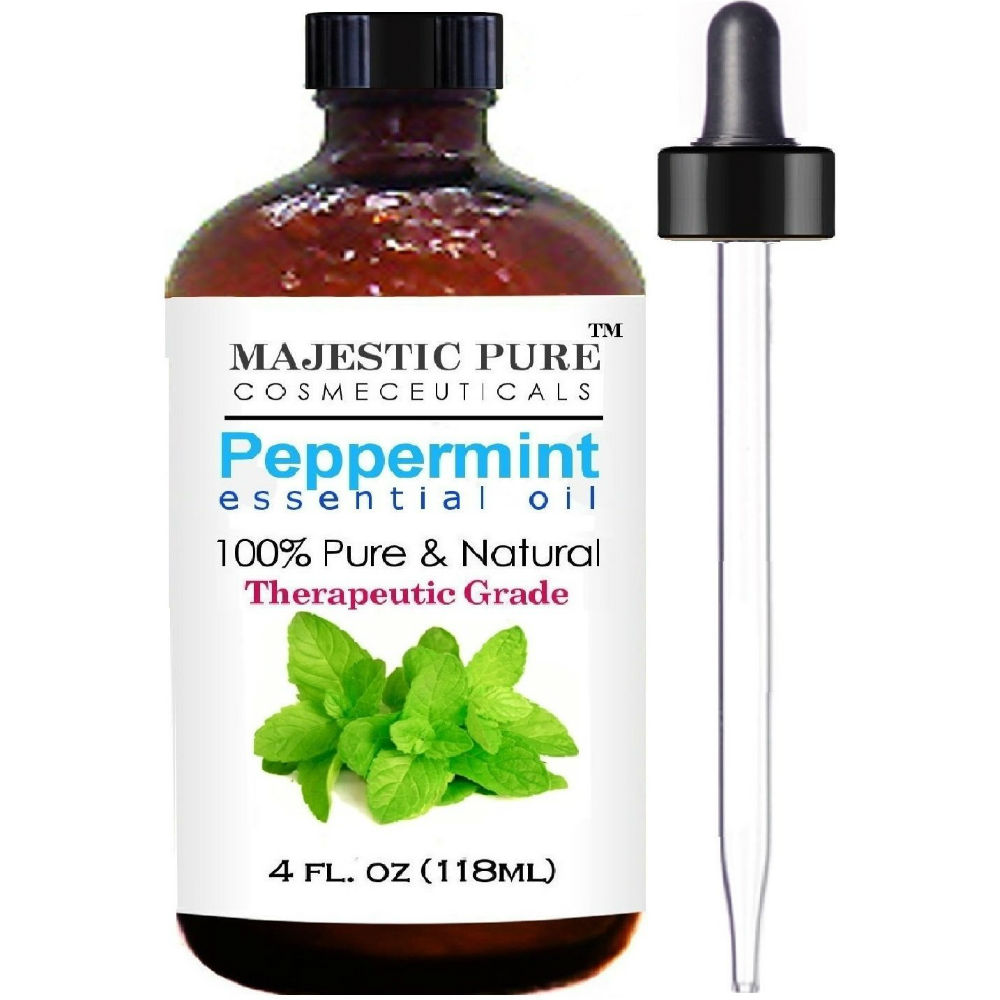 MAJESTIC PURE™
COSMECEUTICALS
Peppermint
essential oil
100% Pure & Natural
Therapeutic Grade
4 FL. OZ (118ML)